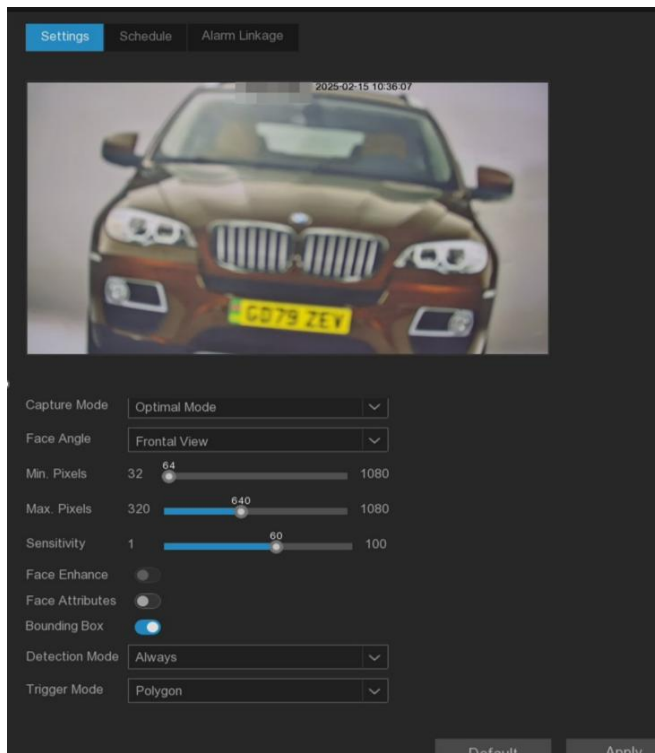 Settings Schedule Alarm Linkage
2025-02-15 10:36:07
GD79 ZEV
Capture Mode Optimal Mode
Face Angle Frontal View
64
Min. Pixels 32 1080
640
Max. Pixels 320 1080
60
Sensitivity 1 100
Face Enhance
Face Attributes
Bounding Box
Detection Mode Always
Trigger Mode Polygon
Default Apply